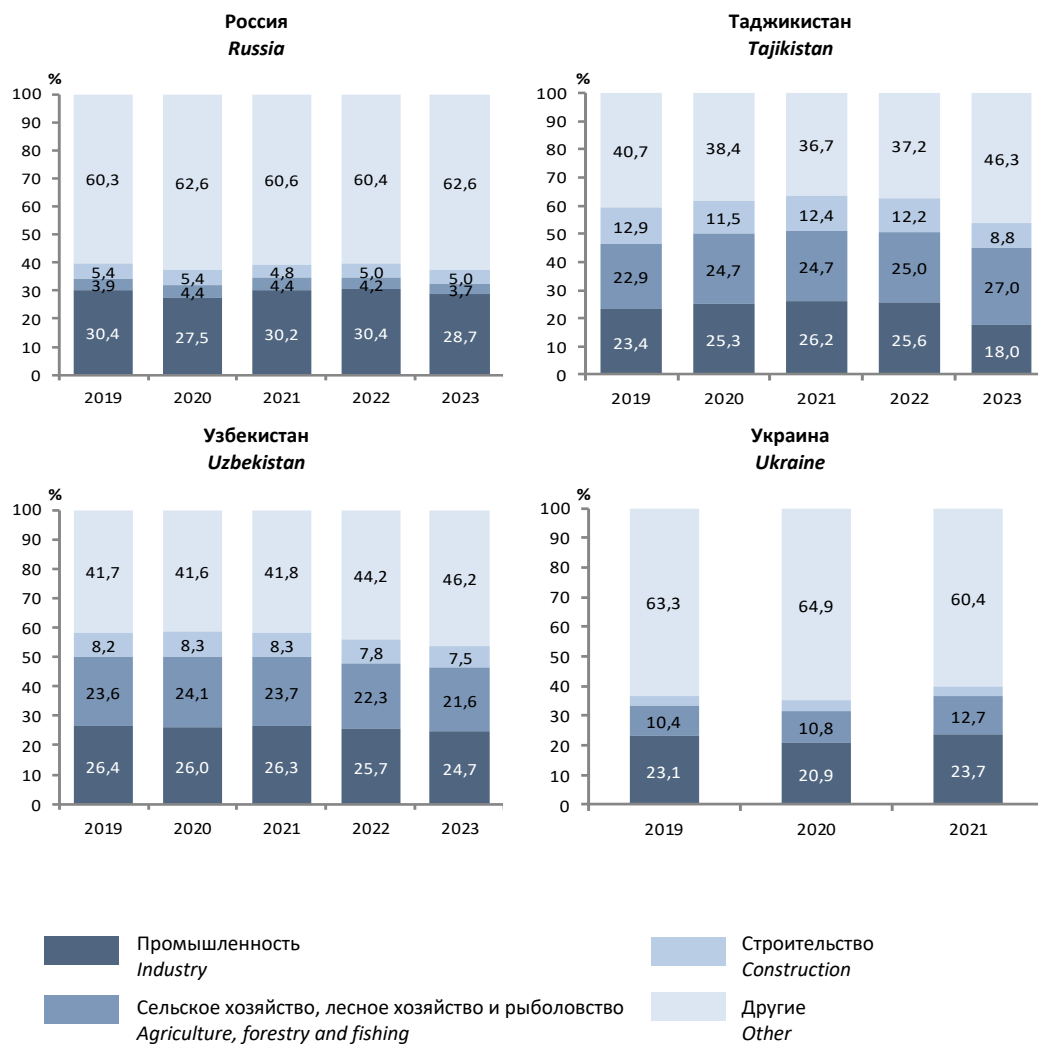 Россия
Russia
%
100
90
80
70
60
50
40
30
20
10
0
60,3 62,6 60,6 60,4 62,6
5,4 5,4 4,8 5,0 5,0
3,9 4,4 4,4 4,2 3,7
30,4 27,5 30,2 30,4 28,7
2019 2020 2021 2022 2023
Таджикистан
Tajikistan
%
100
90
80
70
60
50
40
30
20
10
0
40,7 38,4 36,7 37,2 46,3
12,9 11,5 12,4 12,2 8,8
22,9 24,7 24,7 25,0 27,0
23,4 25,3 26,2 25,6 18,0
2019 2020 2021 2022 2023
Узбекистан
Uzbekistan
%
100
90
80
70
60
50
40
30
20
10
0
41,7 41,6 41,8 44,2 46,2
8,2 8,3 8,3 7,8 7,5
23,6 24,1 23,7 22,3 21,6
26,4 26,0 26,3 25,7 24,7
2019 2020 2021 2022 2023
Украина
Ukraine
%
100
90
80
70
60
50
40
30
20
10
0
63,3 64,9 60,4
10,4 10,8 12,7
23,1 20,9 23,7
2019 2020 2021
Промышленность
Industry
Строительство
Construction
Сельское хозяйство, лесное хозяйство и рыболовство
Agriculture, forestry and fishing
Другие
Other